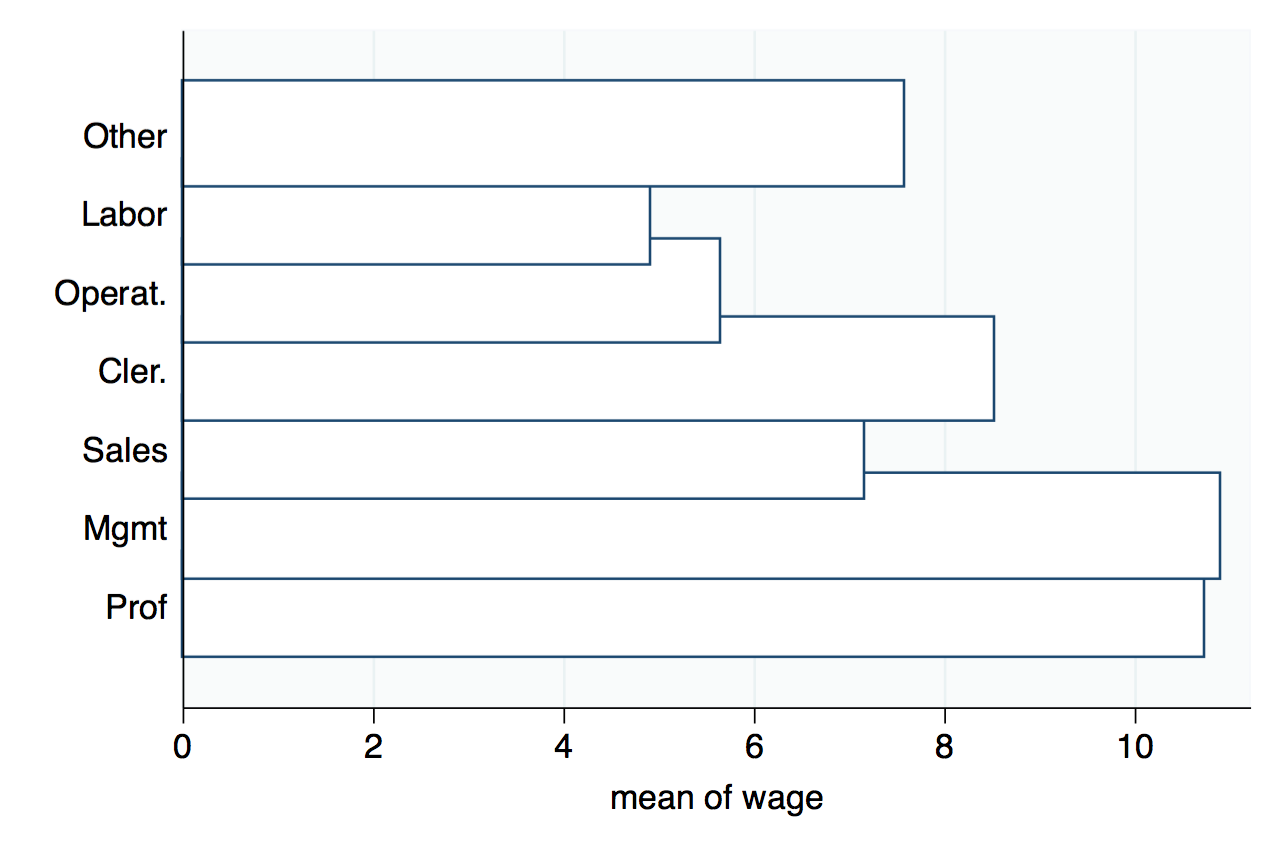 Other
Labor
Operat.
Cler.
Sales
Mgmt
Prof
0 2 4 6 8 10
mean of wage